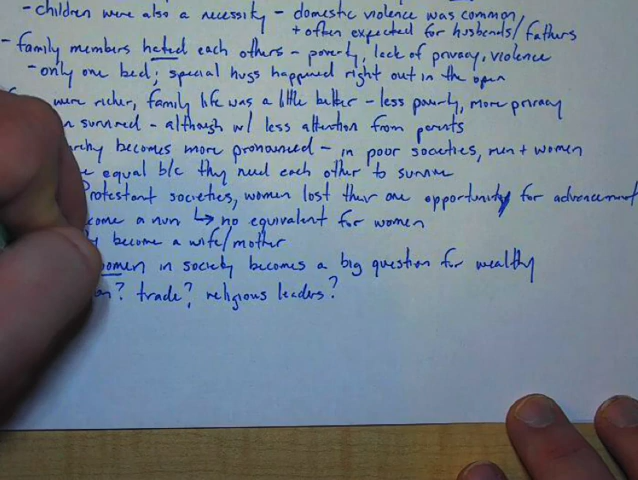 -children were also a necessity - domestic violence was common
+ often expected for husbands/fathers
- family members hated each others - poverty, lack of privacy, violence
-only one bed; special hugs happened right out in the open
were richer, family life was a little better - less poverty, more privacy
survived - although w/ less attention from parents
becomes more pronounced - in poor societies, men + women
equal b/c they need each other to survive
Protestant societies, women lost their one opportunity for advancement
become a nun ↳ no equivalent for women
become a wife/mother
women in society becomes a big question for wealthy
trade? religious leaders?